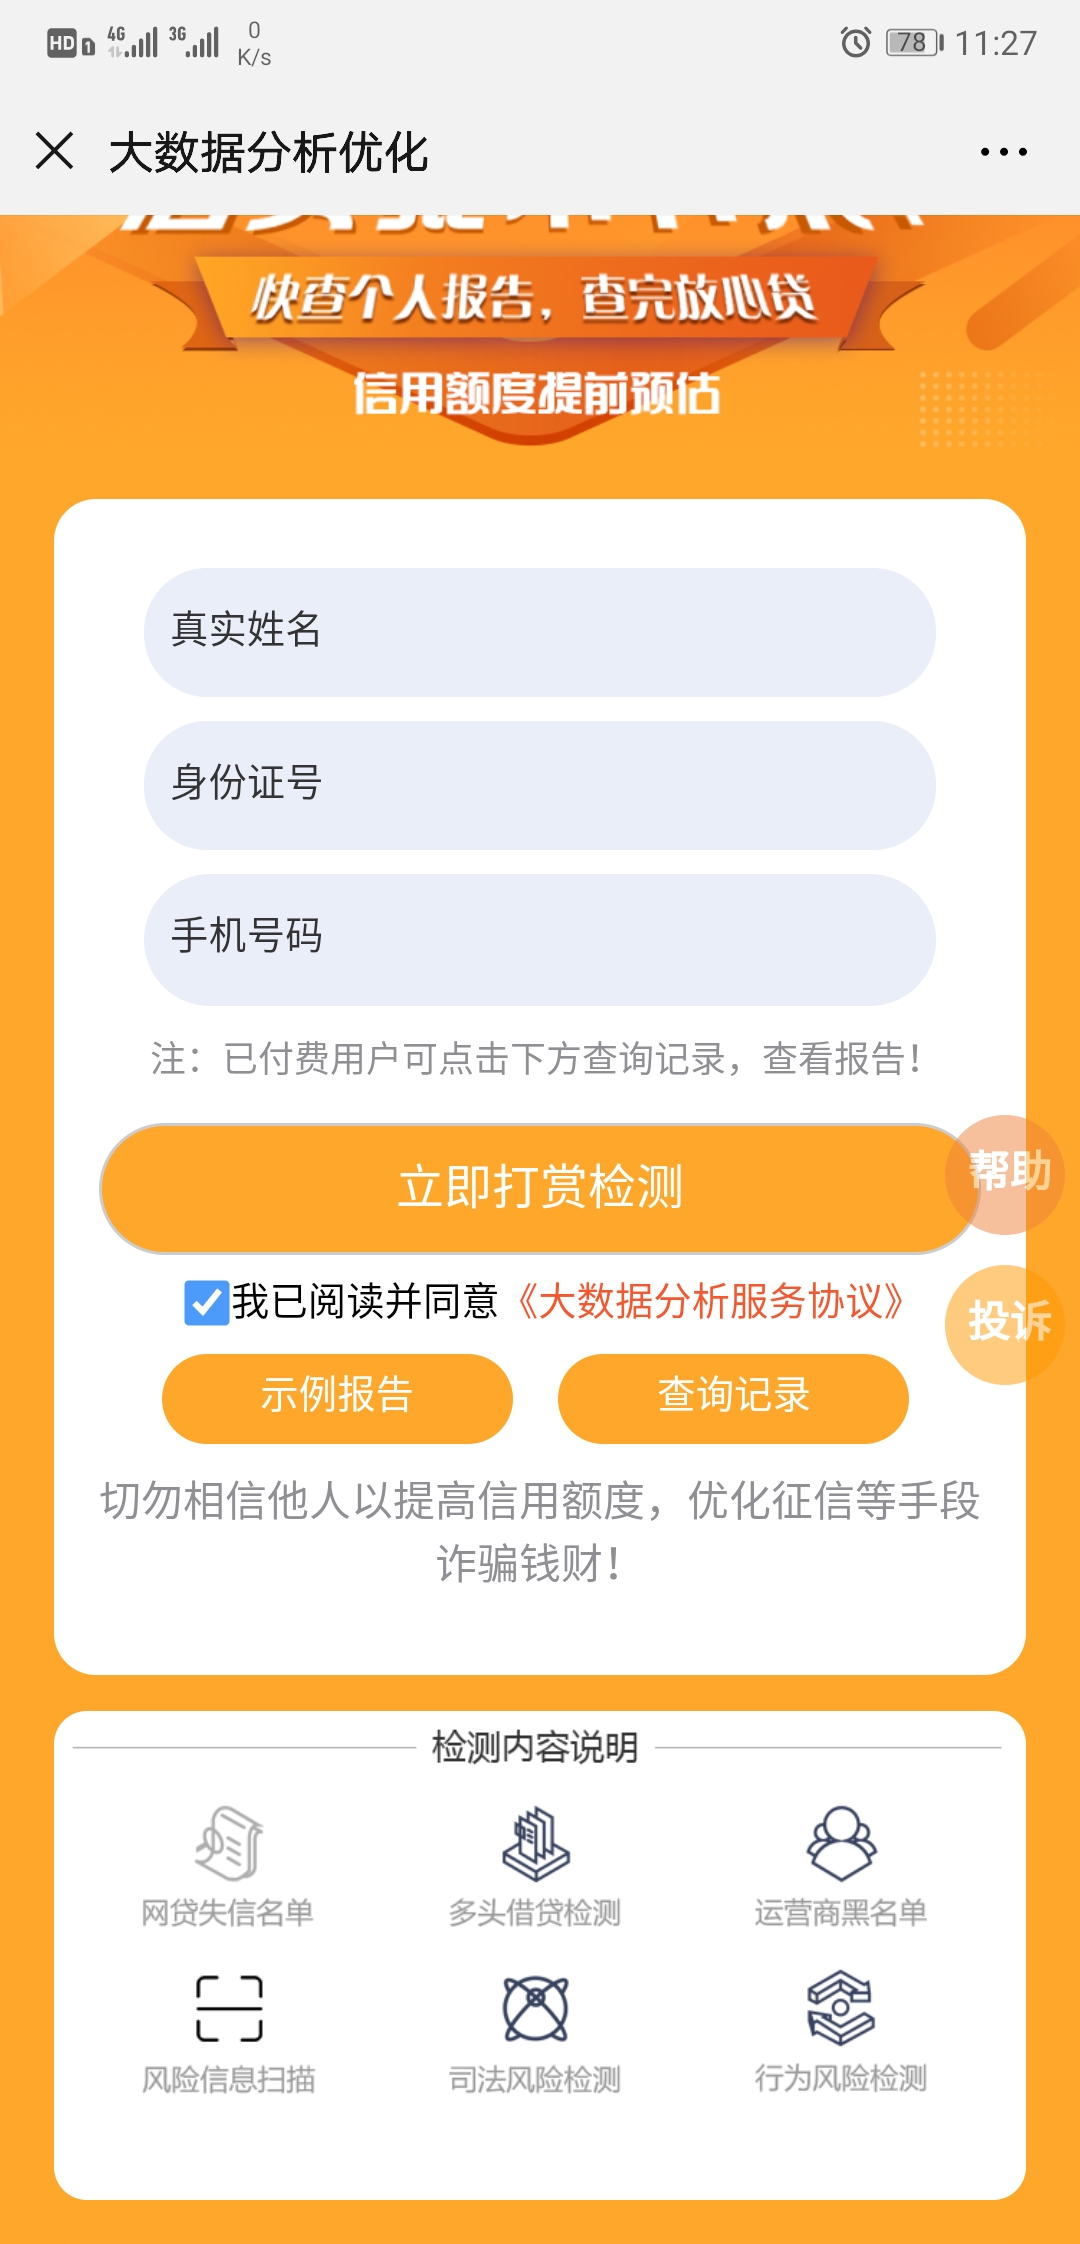 HD 1 4G 3G 0 K/s 78 11:27
大数据分析优化
快查个人报告，查完放心贷
信用额度提前预估
真实姓名
身份证号
手机号码
注：已付费用户可点击下方查询记录，查看报告！
立即打赏检测
帮助
我已阅读并同意《大数据分析服务协议》
投诉
示例报告 查询记录
切勿相信他人以提高信用额度，优化征信等手段
诈骗钱财！
检测内容说明
网贷失信名单 多头借贷检测 运营商黑名单
风险信息扫描 司法风险检测 行为风险检测